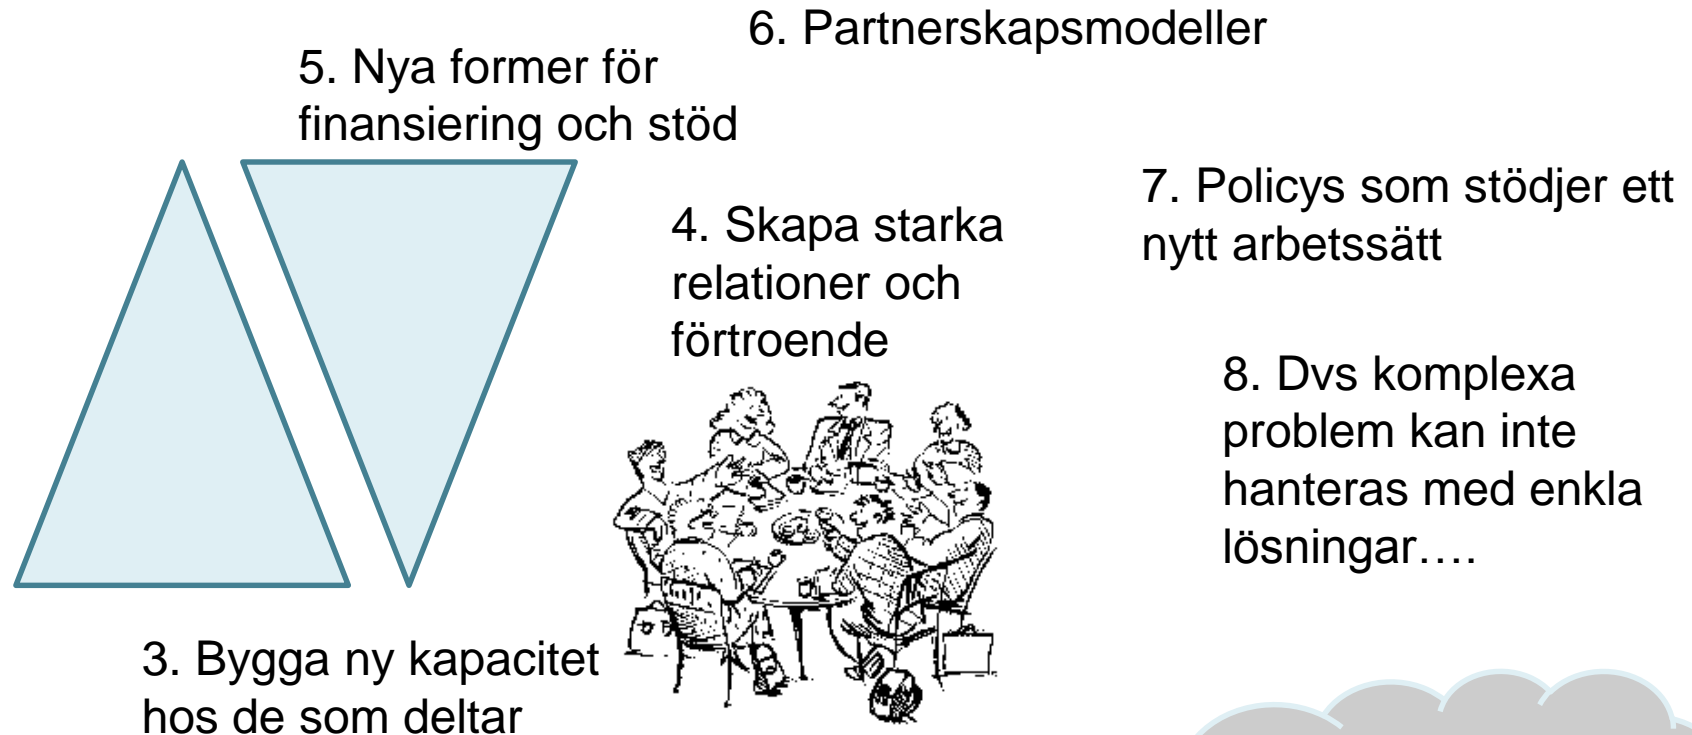 6. Partnerskapsmodeller
5. Nya former för
finansiering och stöd
7. Policys som stödjer ett
nytt arbetssätt
4. Skapa starka
relationer och
förtroende
8. Dvs komplexa
problem kan inte
hanteras med enkla
lösningar….
3. Bygga ny kapacitet
hos de som deltar